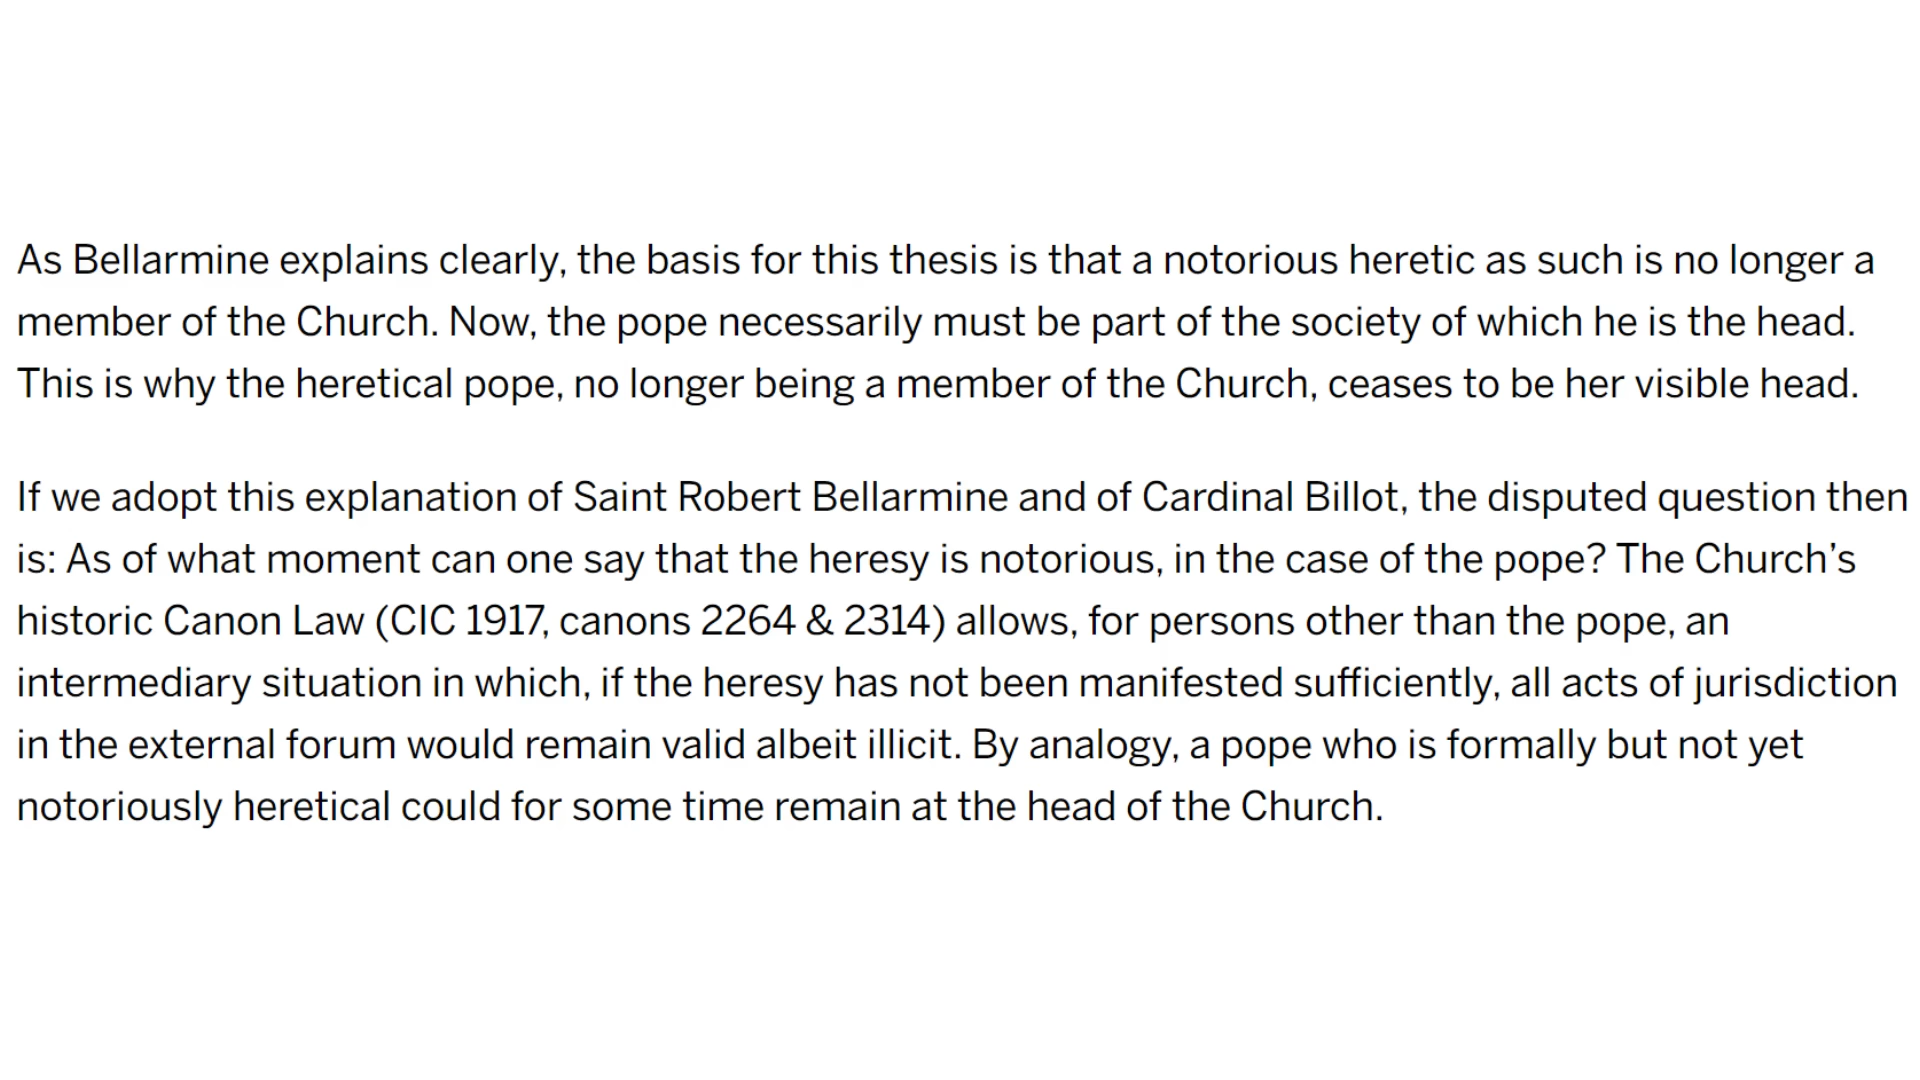 As Bellarmine explains clearly, the basis for this thesis is that a notorious heretic as such is no longer a
member of the Church. Now, the pope necessarily must be part of the society of which he is the head.
This is why the heretical pope, no longer being a member of the Church, ceases to be her visible head.
If we adopt this explanation of Saint Robert Bellarmine and of Cardinal Billot, the disputed question then
is: As of what moment can one say that the heresy is notorious, in the case of the pope? The Church’s
historic Canon Law (CIC 1917, canons 2264 & 2314) allows, for persons other than the pope, an
intermediary situation in which, if the heresy has not been manifested sufficiently, all acts of jurisdiction
in the external forum would remain valid albeit illicit. By analogy, a pope who is formally but not yet
notoriously heretical could for some time remain at the head of the Church.